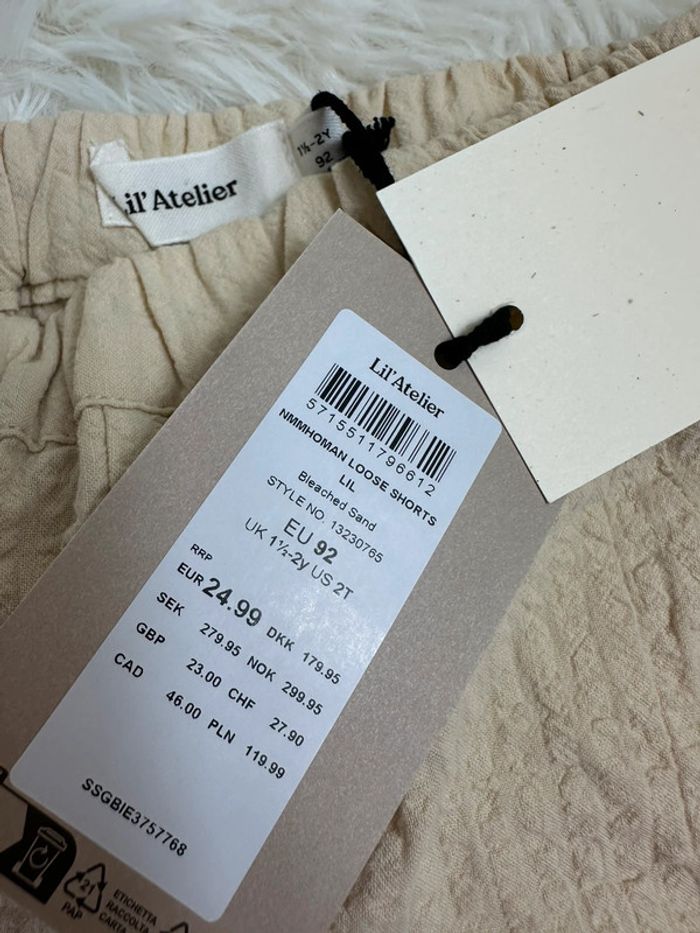 Lil'Atelier
1½-2Y
92
Lil'Atelier
5715511796612
NMMHOMAN LOOSE SHORTS
LIL
Bleached Sand
STYLE NO. 13230765
EU 92
UK 1½-2y US 2T
RRP
EUR 24.99 DKK 179.95
SEK 279.95 NOK 299.95
GBP 23.00 CHF 27.90
CAD 46.00 PLN 119.99
SSGBIE3757768
21
PAP
ETICHETTA
RACCOLTA
CARTA